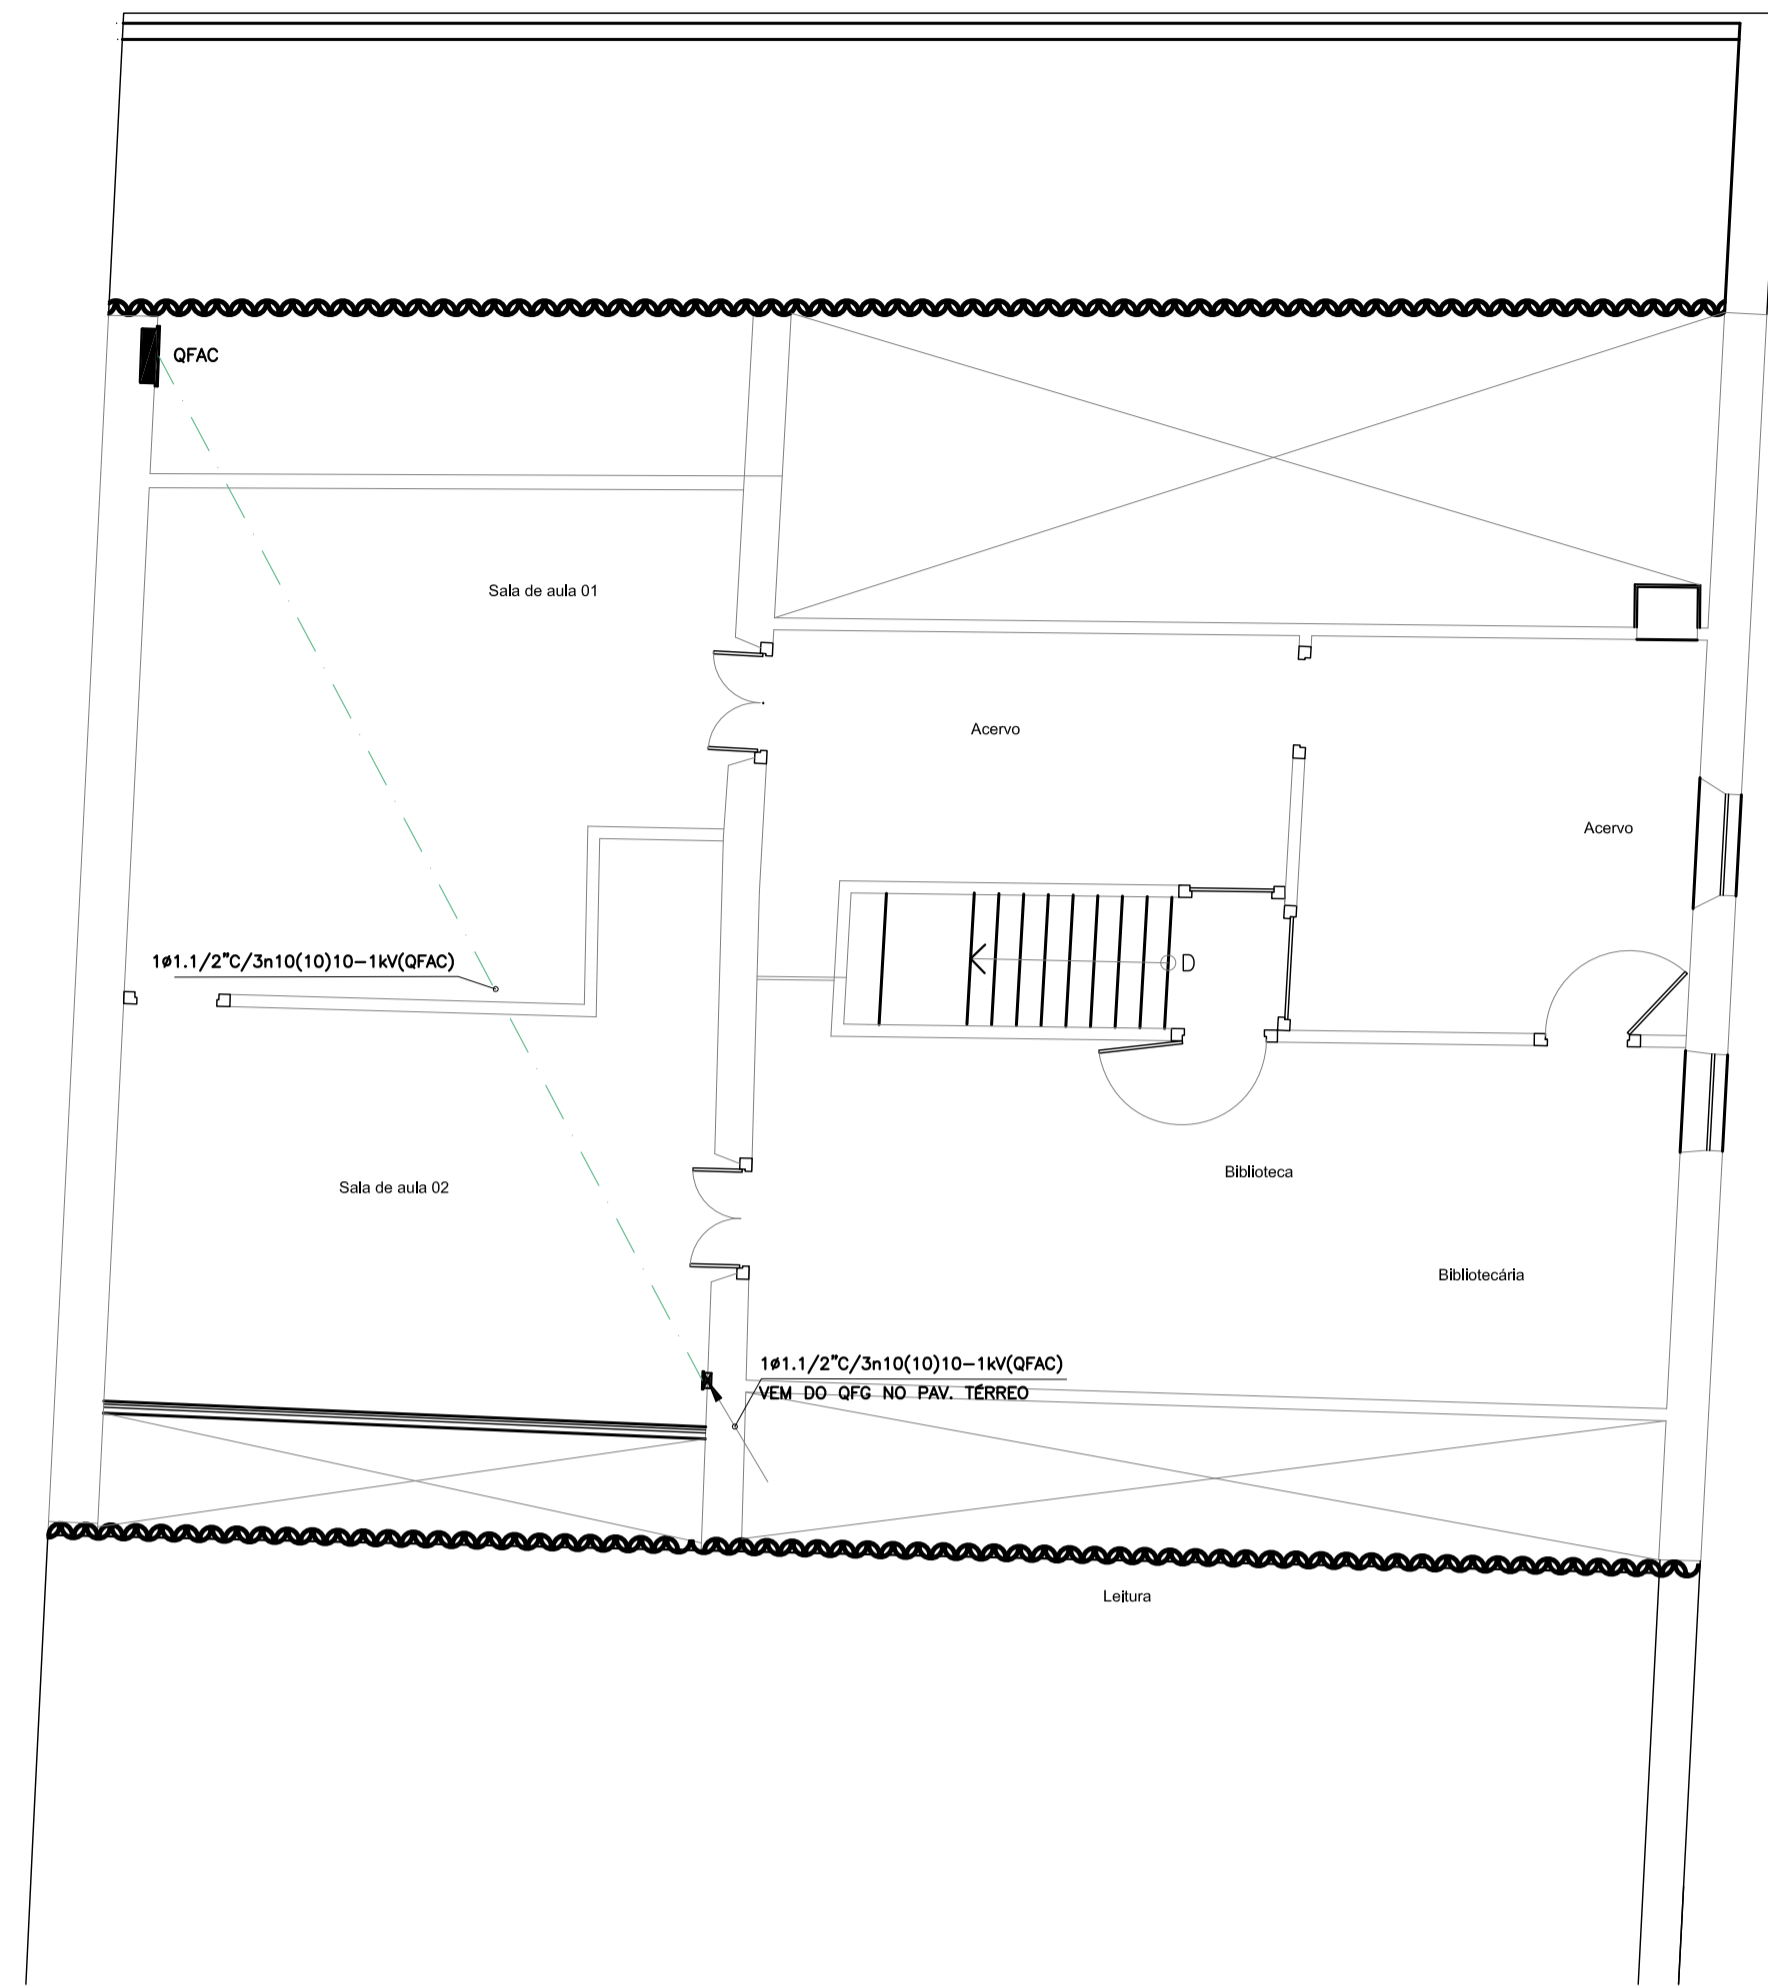 QFAC
Sala de aula 01
Acervo
Acervo
1ø1.1/2"C/3n10(10)10-1kV(QFAC)
D
Biblioteca
Sala de aula 02
Bibliotecária
1ø1.1/2"C/3n10(10)10-1kV(QFAC)
VEM DO QFG NO PAV. TÉRREO
Leitura